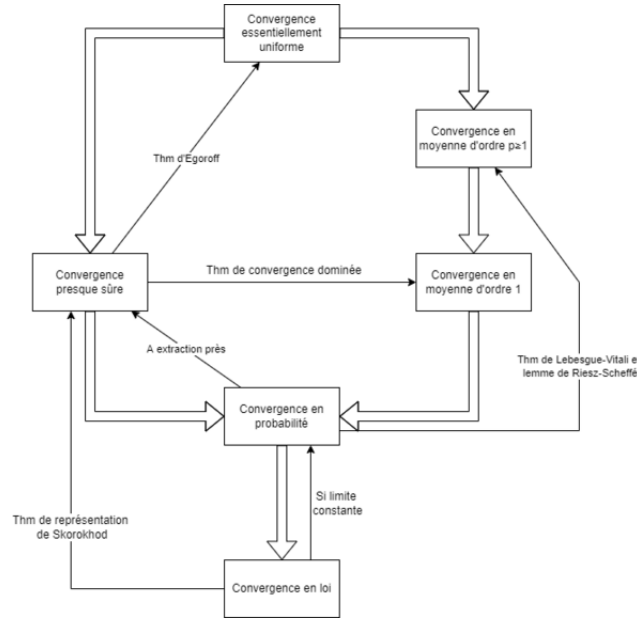 Convergence
essentiellement
uniforme
Convergence en
moyenne d'ordre p≥1
Thm d'Egoroff
Convergence
presque sûre
Thm de convergence dominée
Convergence en
moyenne d'ordre 1
A extraction près
Thm de Lebesgue-Vitali e
lemme de Riesz-Scheffé
Convergence en
probabilité
Si limite
constante
Thm de représentation
de Skorokhod
Convergence en loi